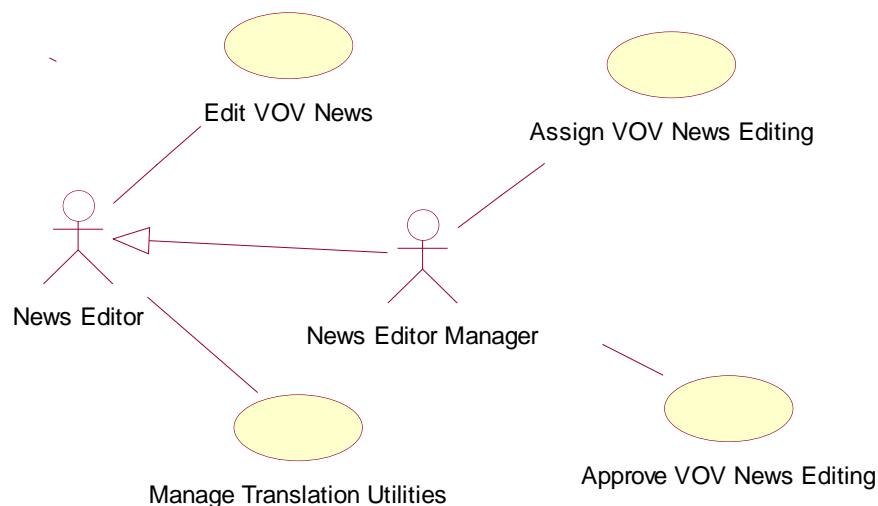 Edit VOV News
Assign VOV News Editing
News Editor
News Editor Manager
Manage Translation Utilities
Approve VOV News Editing